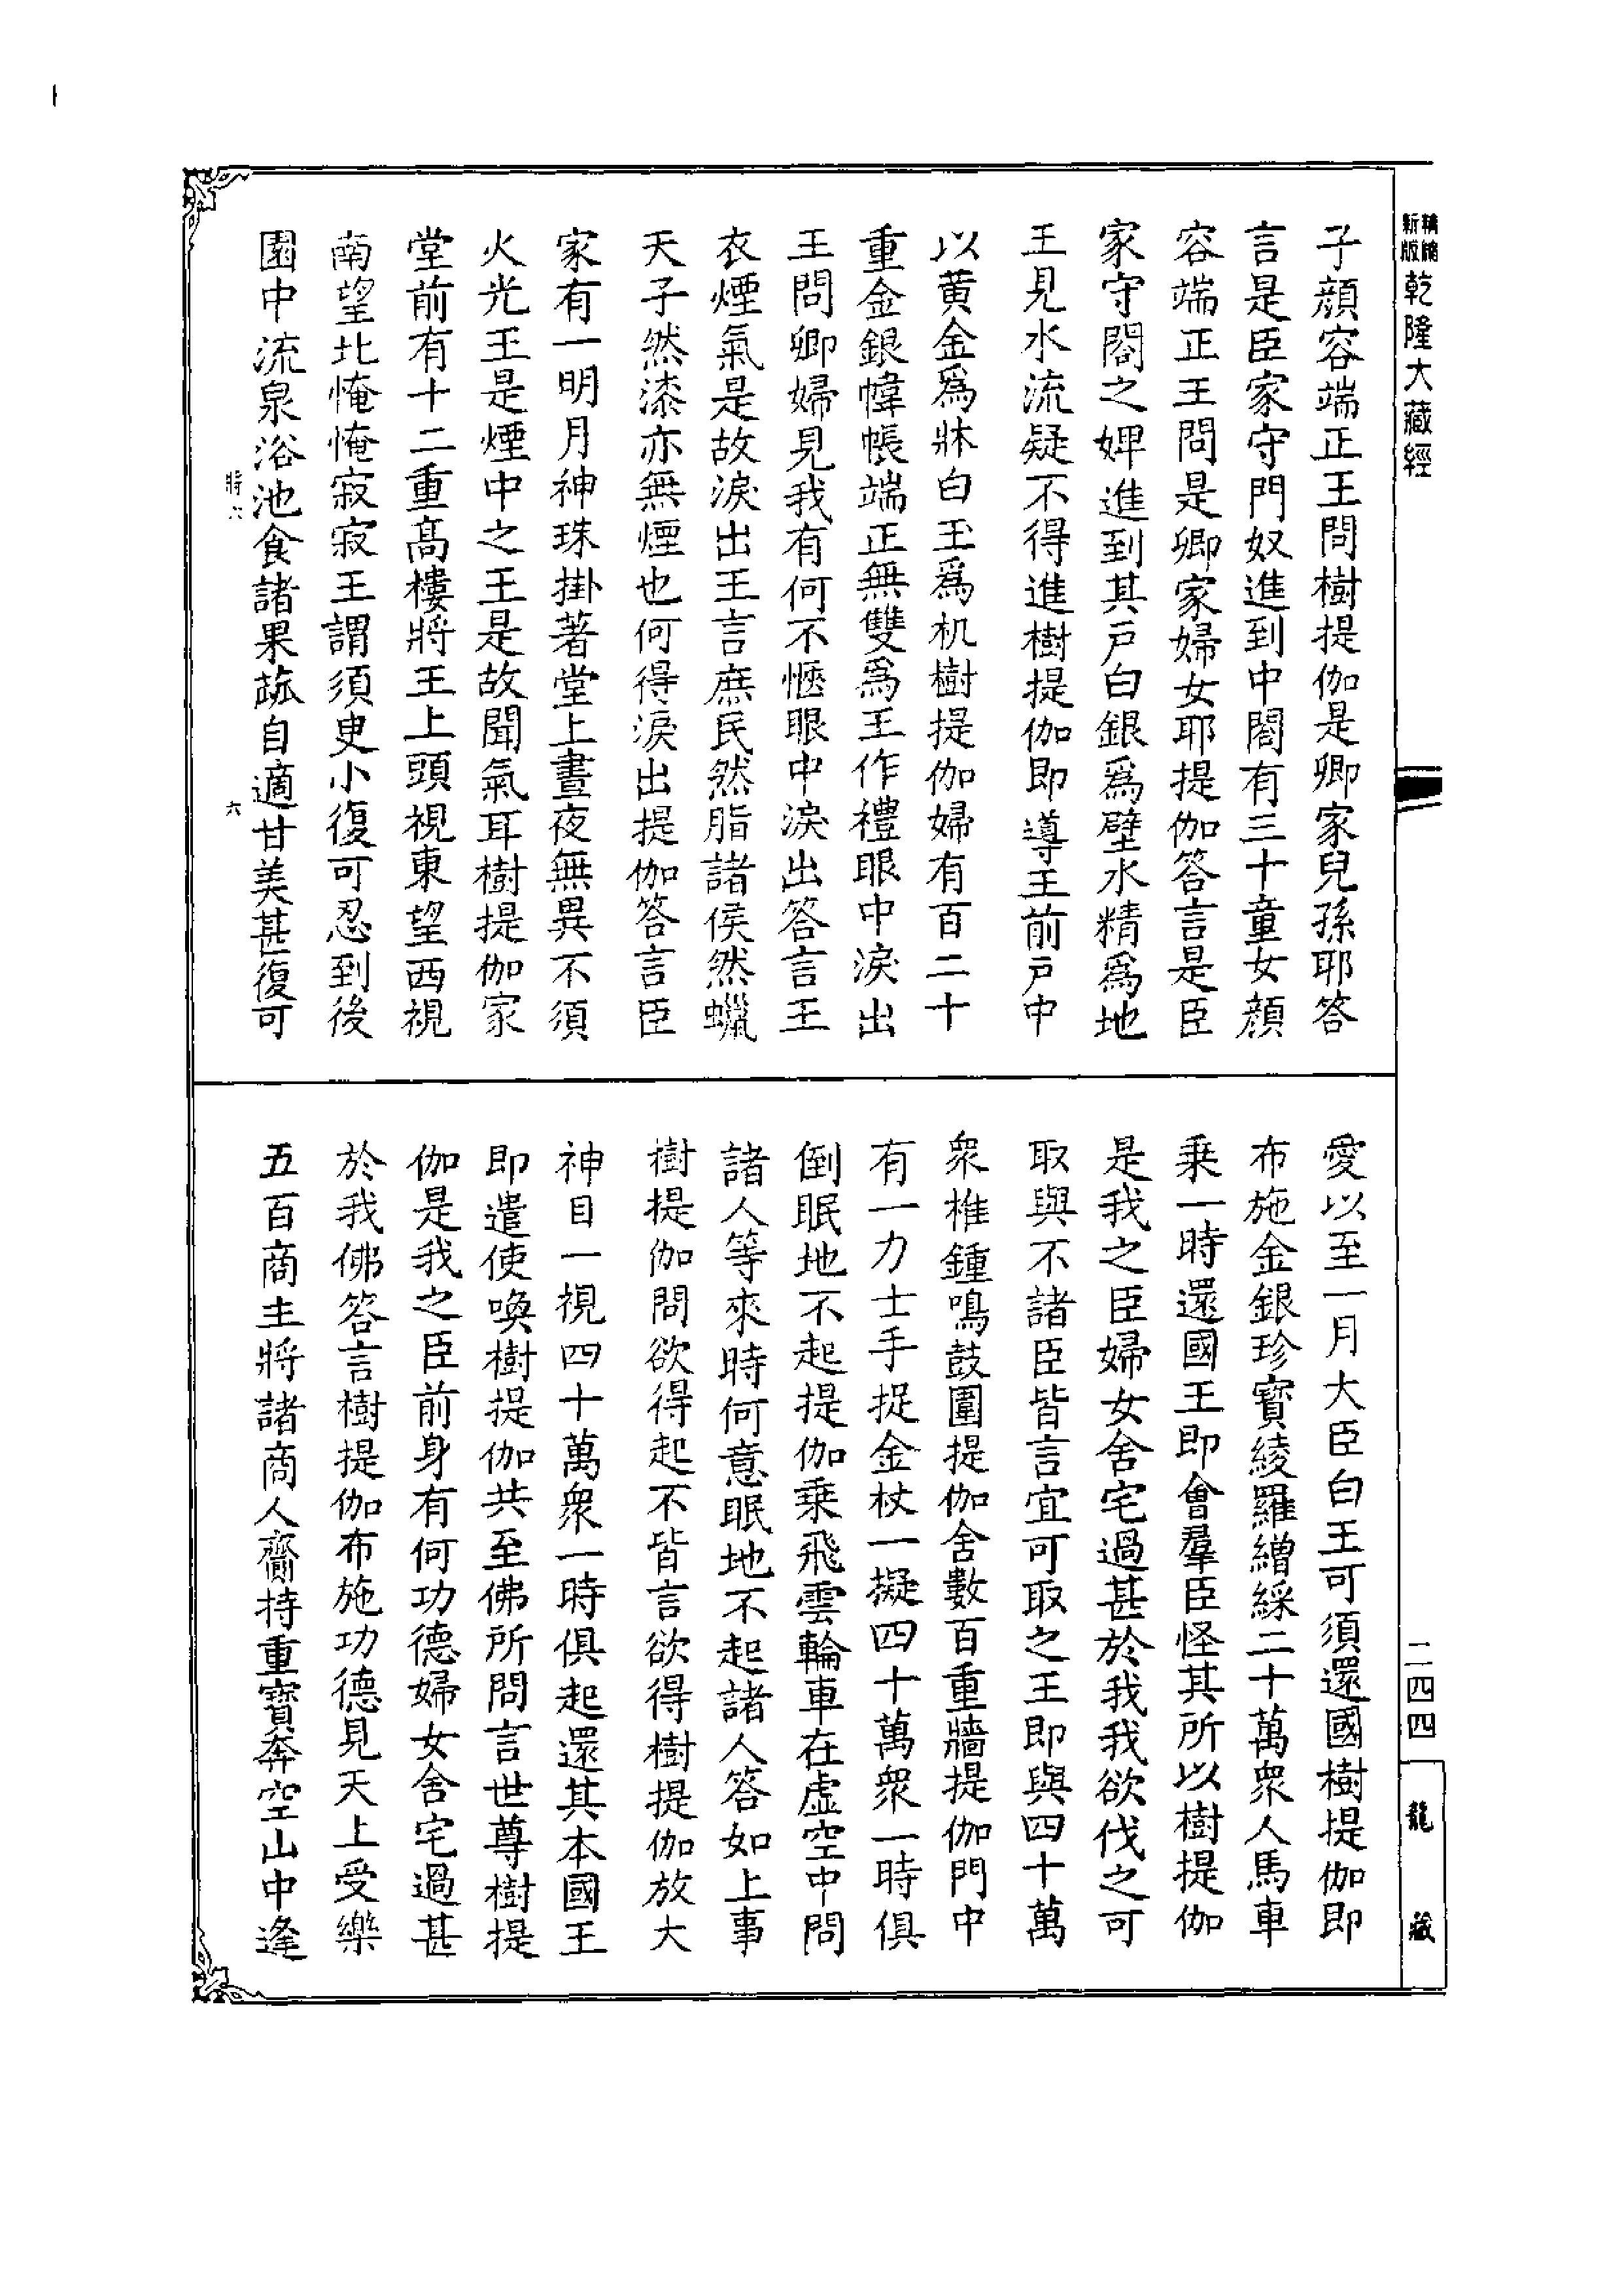 精縮
新版
乾隆大藏經
子顏容端正王問樹提伽是卿家兒孫耶答
言是臣家守門奴進到中閤有三十童女顏
容端正王問是卿家婦女耶提伽答言是臣
家守閤之婢進到其戶白銀爲壁水精爲地
王見水流疑不得進樹提伽即導王前戶中
以黃金爲牀白玉爲机樹提伽婦有百二十
重金銀幃帳端正無雙爲王作禮眼中淚出
王問卿婦見我有何不愜眼中淚出答言王
衣煙氣是故淚出王言庶民然脂諸侯然蠟
天子然漆亦無煙也何得淚出提伽答言臣
家有一明月神珠掛著堂上晝夜無異不須
火光王是煙中之王是故聞氣耳樹提伽家
堂前有十二重高樓將王上頭視東望西視
南望北㤿㤿寂寂王謂須臾小復可忍到後
園中流泉浴池食諸果蓏自適甘美甚復可
將六
六
愛以至一月大臣白王可須還國樹提伽即
布施金銀珍寶綾羅繒綵二十萬衆人馬車
乘一時還國王即會羣臣怪其所以樹提伽
是我之臣婦女舍宅過甚於我我欲伐之可
取與不諸臣皆言宜可取之王即與四十萬
衆椎鍾鳴鼓圍提伽舍數百重牆提伽門中
有一力士手捉金杖一擬四十萬衆一時俱
倒眠地不起提伽乘飛雲輪車在虛空中問
諸人等來時何意眠地不起諸人答如上事
樹提伽問欲得起不皆言欲得樹提伽放大
神目一視四十萬衆一時俱起還其本國王
即遣使喚樹提伽共至佛所問言世尊樹提
伽是我之臣前身有何功德婦女舍宅過甚
於我佛答言樹提伽布施功德見天上受樂
五百商主將諸商人齎持重寶奔空山中逢
二四四
龍藏